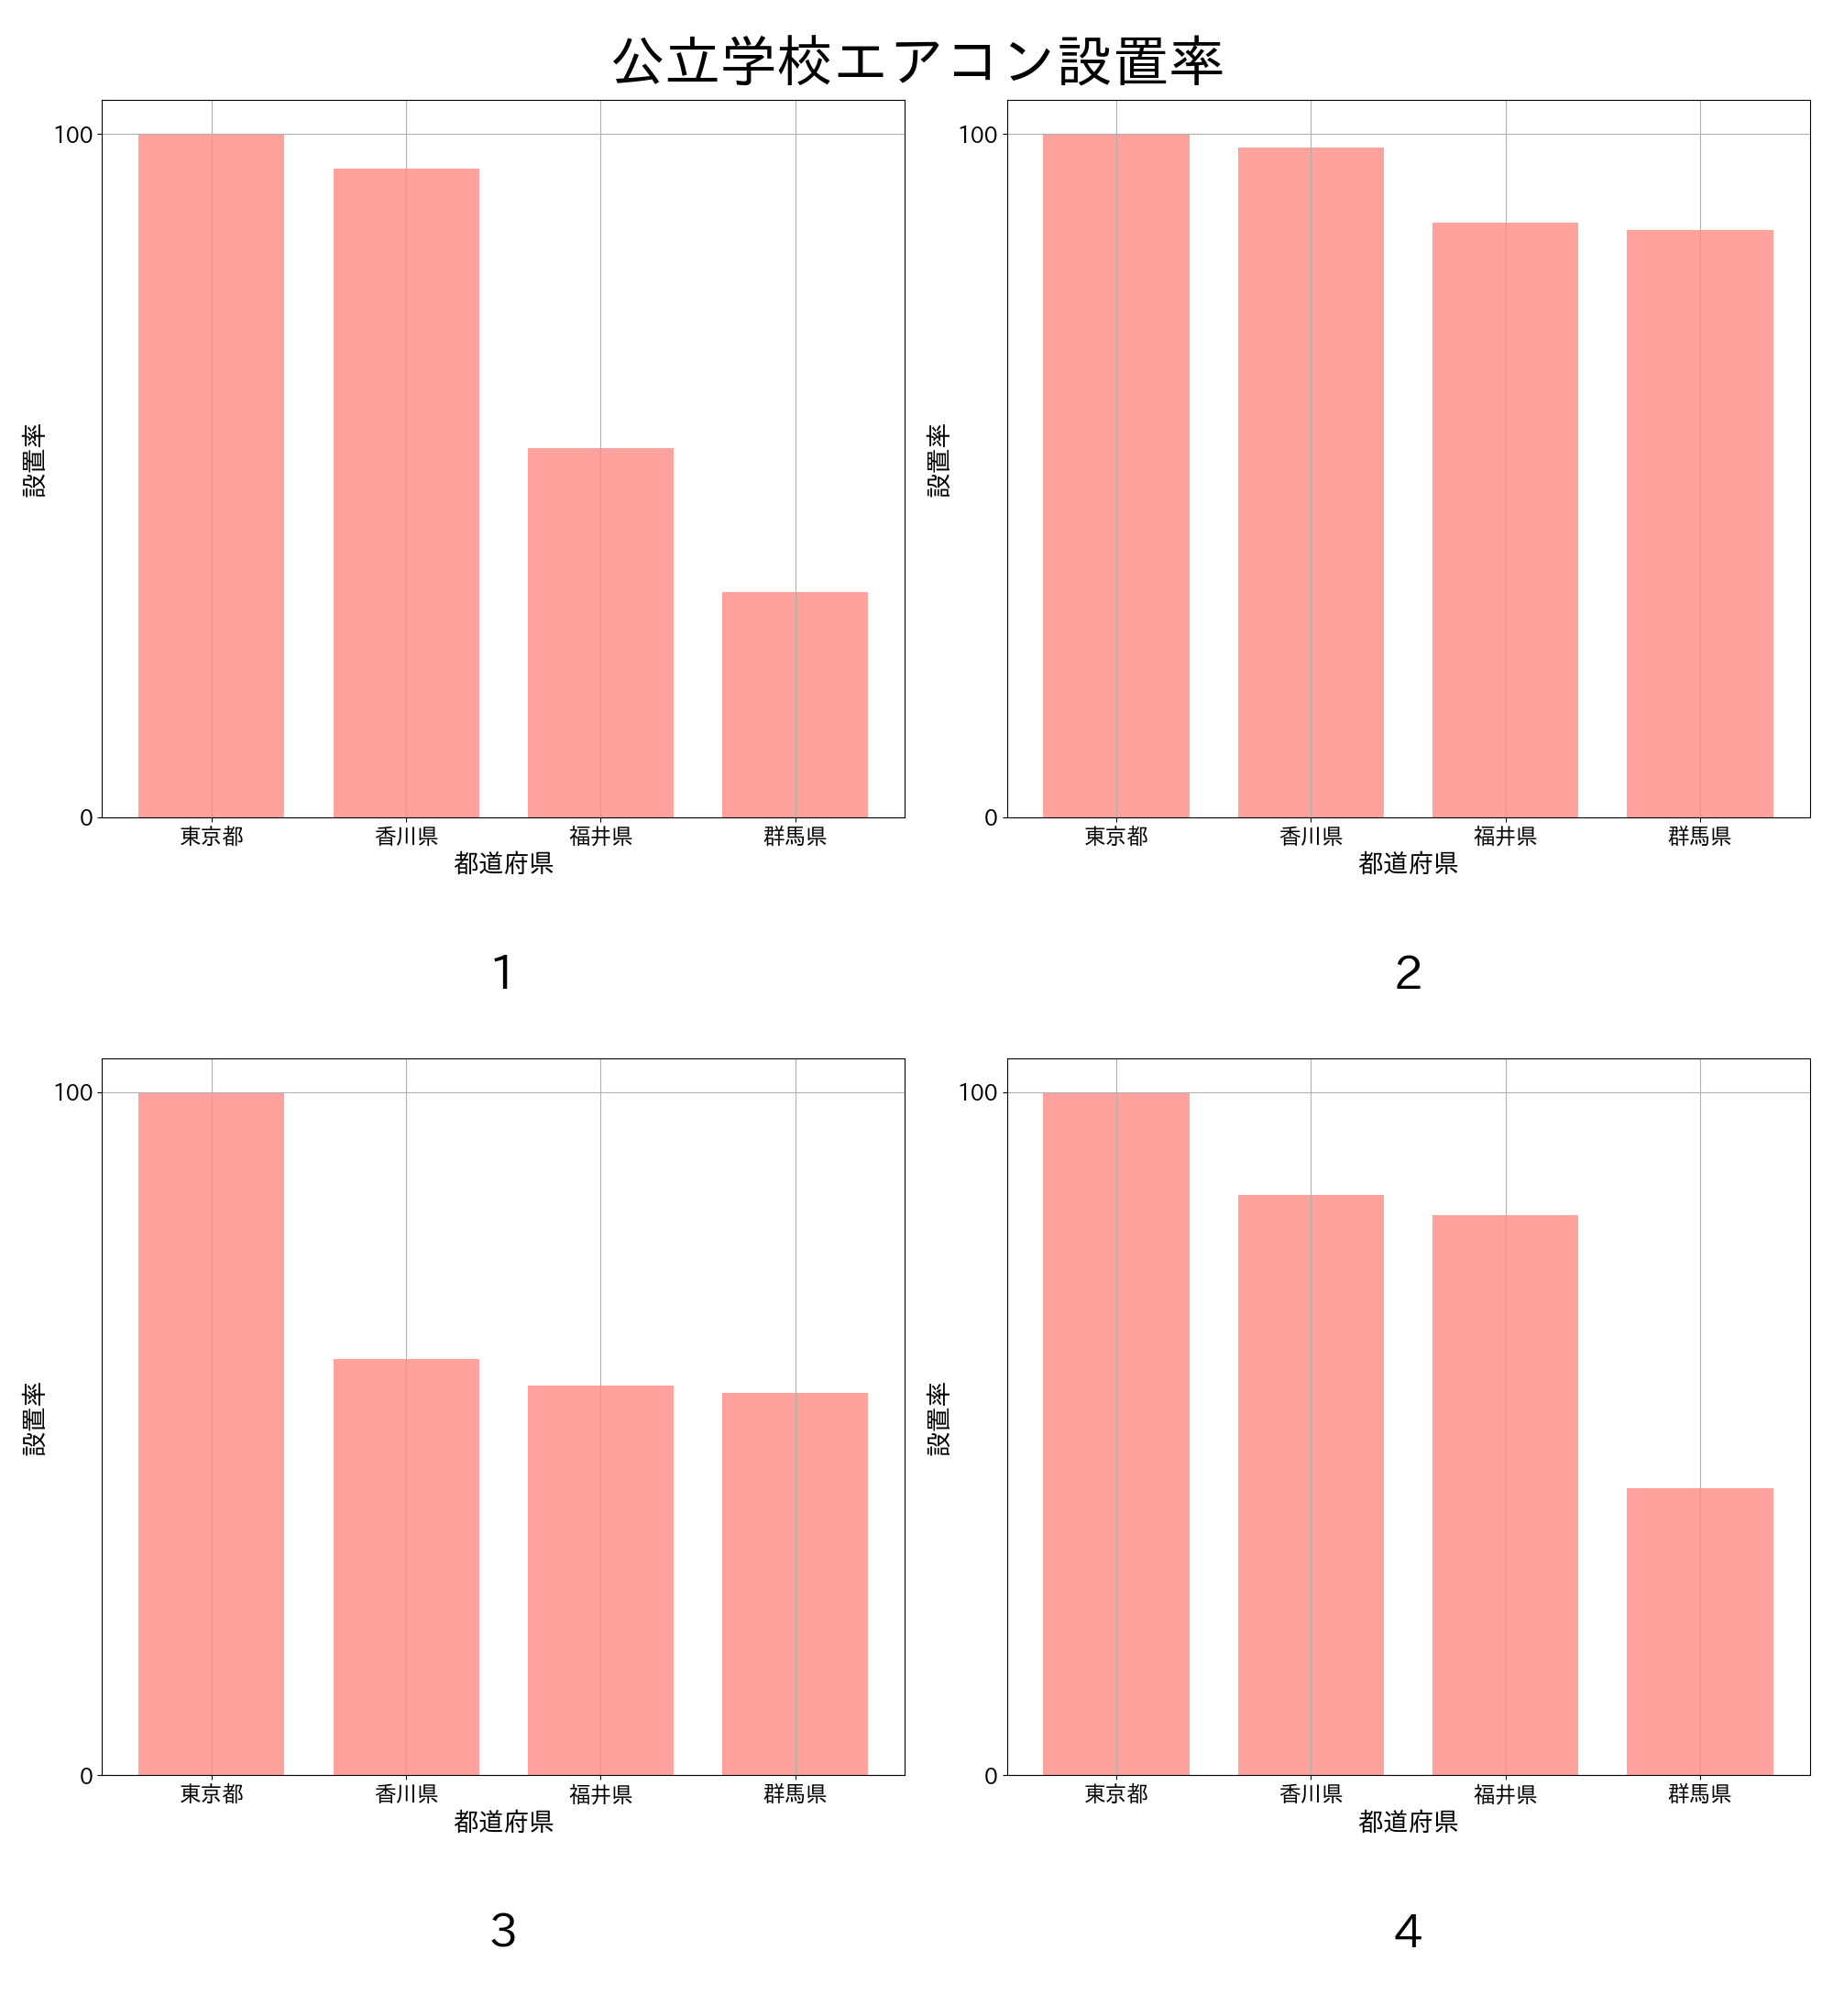 公立学校エアコン設置率
100
設置率
0
東京都 香川県 福井県 群馬県
都道府県
1
100
設置率
0
東京都 香川県 福井県 群馬県
都道府県
2
100
設置率
0
東京都 香川県 福井県 群馬県
都道府県
3
100
設置率
0
東京都 香川県 福井県 群馬県
都道府県
4